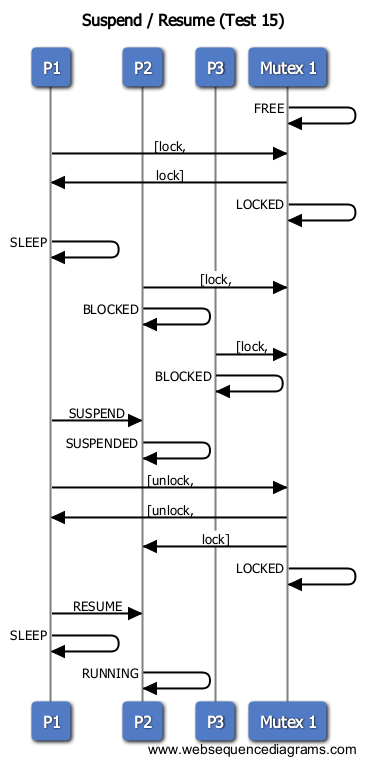 Suspend / Resume (Test 15)
P1 P2 P3 Mutex 1
FREE
[lock,
lock]
LOCKED
SLEEP
[lock,
BLOCKED
[lock,
BLOCKED
SUSPEND
SUSPENDED
[unlock,
[unlock,
lock]
LOCKED
RESUME
SLEEP
RUNNING
P1 P2 P3 Mutex 1
www.websequencediagrams.com